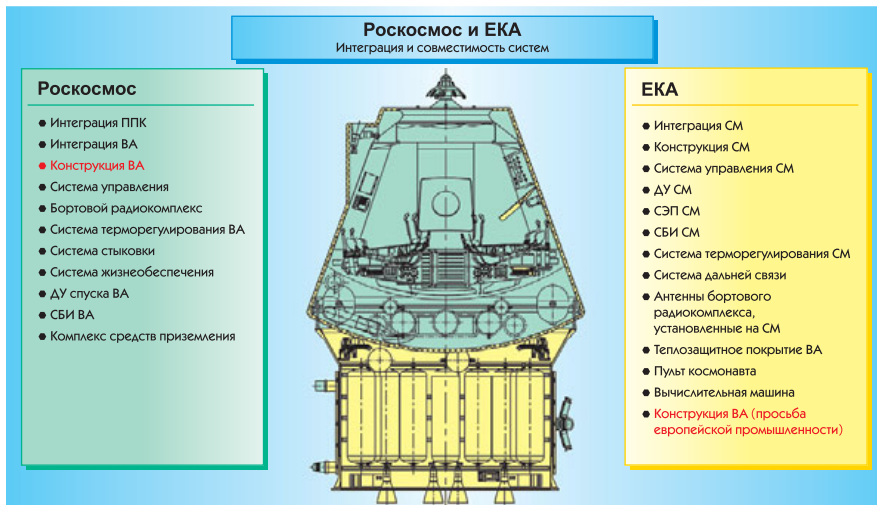 Роскосмос и ЕКА
Интеграция и совместимость систем
Роскосмос
Интеграция ППК
Интеграция ВА
Конструкция ВА
Система управления
Бортовой радиокомплекс
Система терморегулирования ВА
Система стыковки
Система жизнеобеспечения
ДУ спуска ВА
СБИ ВА
Комплекс средств приземления
ЕКА
Интеграция СМ
Конструкция СМ
Система управления СМ
ДУ СМ
СЭП СМ
СБИ СМ
Система терморегулирования СМ
Система дальней связи
Антенны бортового
радиокомплекса,
установленные на СМ
Теплозащитное покрытие ВА
Пульт космонавта
Вычислительная машина
Конструкция ВА (просьба
европейской промышленности)